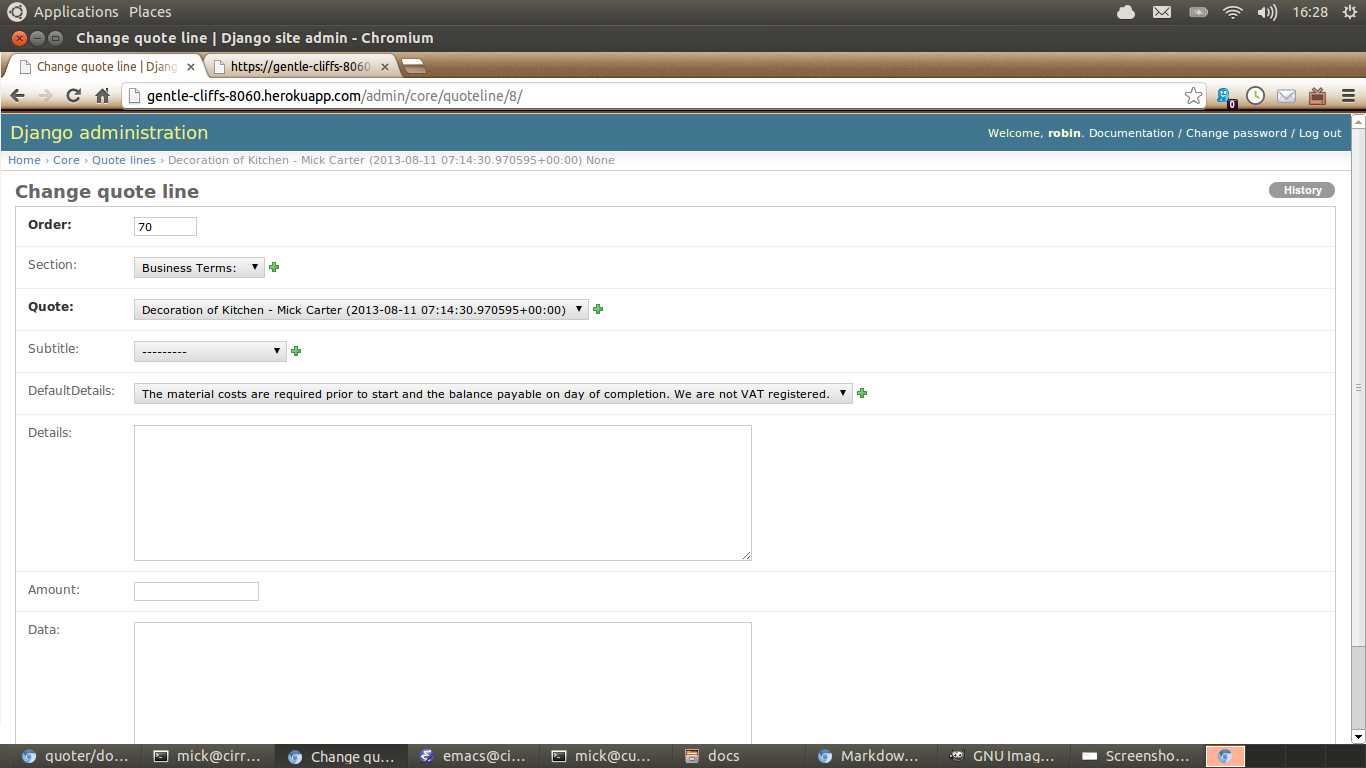 Applications Places 16:28
Change quote line | Django site admin - Chromium
Change quote line | Djang https://gentle-cliffs-8060
gentle-cliffs-8060.herokuapp.com/admin/core/quoteline/8/ 0
Django administration Welcome, robin. Documentation / Change password / Log out
Home › Core › Quote lines › Decoration of Kitchen - Mick Carter (2013-08-11 07:14:30.970595+00:00) None
Change quote line History
Order: 70
Section: Business Terms:
Quote: Decoration of Kitchen - Mick Carter (2013-08-11 07:14:30.970595+00:00)
Subtitle: ---------
DefaultDetails: The material costs are required prior to start and the balance payable on day of completion. We are not VAT registered.
Details:
Amount:
Data:
quoter/do... mick@cirr... Change qu... emacs@ci... mick@cu... docs Markdow... GNU Imag... Screensho...